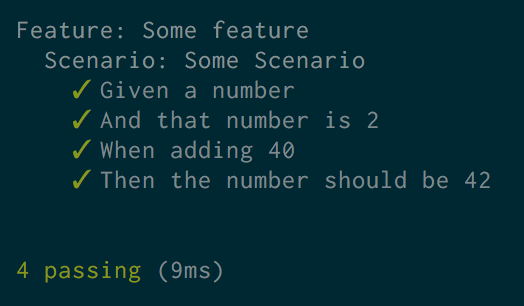 Feature: Some feature
Scenario: Some Scenario
✓ Given a number
✓ And that number is 2
✓ When adding 40
✓ Then the number should be 42
4 passing (9ms)